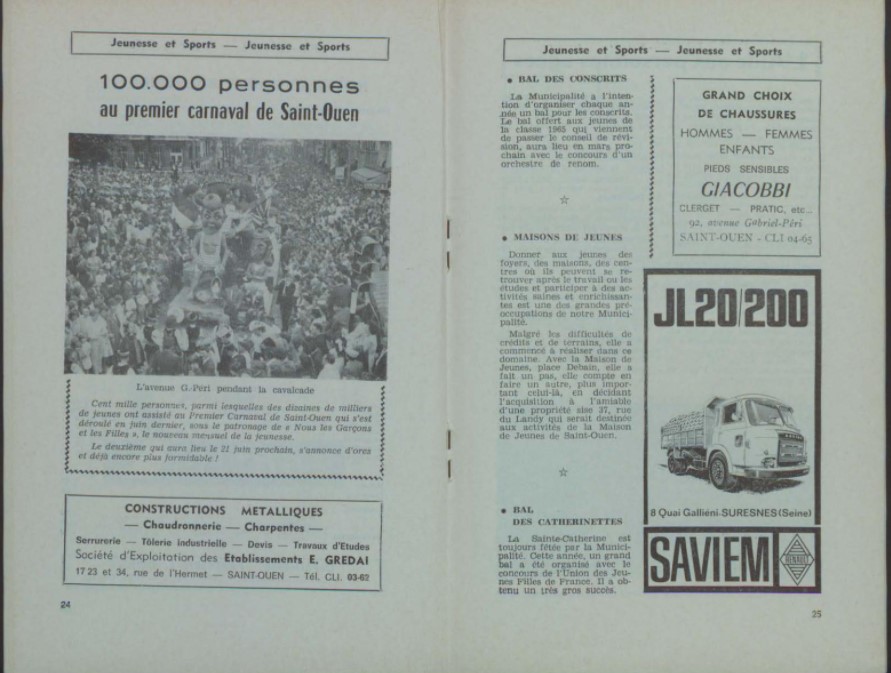 Jeunesse et Sports — Jeunesse et Sports
100.000 personnes
au premier carnaval de Saint-Ouen
L'avenue G.-Péri pendant la cavalcade
Cent mille personnes, parmi lesquelles des dizaines de milliers
de jeunes ont assisté au Premier Carnaval de Saint-Ouen qui s'est
déroulé en juin dernier, sous le patronage de « Nous les Garçons
et les Filles », le nouveau mensuel de la jeunesse.
Le deuxième qui aura lieu le 21 juin prochain, s'annonce d'ores
et déjà encore plus formidable !
CONSTRUCTIONS METALLIQUES
— Chaudronnerie — Charpentes —
Serrurerie — Tôlerie industrielle — Devis — Travaux d'Etudes
Société d'Exploitation des Etablissements E. GREDAI
17 23 et 34, rue de l'Hermet — SAINT-OUEN — Tél. CLI. 03-62
24
Jeunesse et Sports — Jeunesse et Sports
• BAL DES CONSCRITS
La Municipalité a l'inten-
tion d'organiser chaque an-
née un bal pour les conscrits.
Le bal offert aux jeunes de
la classe 1965 qui viennent
de passer le conseil de révi-
sion, aura lieu en mars pro-
chain avec le concours d'un
orchestre de renom.
• MAISONS DE JEUNES
Donner aux jeunes des
foyers, des maisons, des cen-
tres où ils peuvent se re-
trouver après le travail ou les
études et participer à des ac-
tivités saines et enrichissan-
tes est une des grandes pré-
occupations de notre Munici-
palité.
Malgré les difficultés de
crédits et de terrains, elle a
commencé à réaliser dans ce
domaine. Avec la Maison de
Jeunes, place Debain, elle a
fait un pas, elle compte en
faire un autre, plus impor-
tant celui-là, en décidant
l'acquisition à l'amiable
d'une propriété sise 37, rue
du Landy qui serait destinée
aux activités de la Maison
de Jeunes de Saint-Ouen.
• BAL
DES CATHERINETTES
La Sainte-Catherine est
toujours fêtée par la Munici-
palité. Cette année, un grand
bal a été organisé avec le
concours de l'Union des Jeu-
nes Filles de France. Il a ob-
tenu un très gros succès.
GRAND CHOIX
DE CHAUSSURES
HOMMES — FEMMES
ENFANTS
PIEDS SENSIBLES
GIACOBBI
CLERGET — PRATIC, etc...
92, avenue Gabriel-Péri
SAINT-OUEN - CLI 04-65
JL20/200
8 Quai Galliéni-SURESNES (Seine)
SAVIEM
RENAULT
25